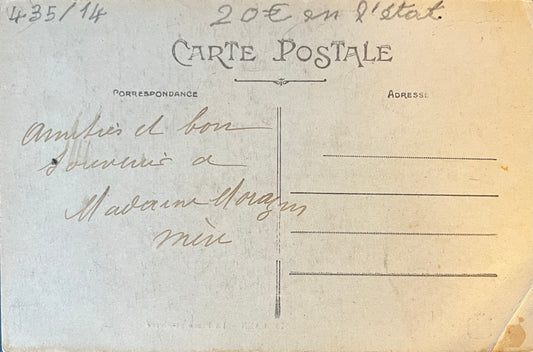 435/14
20€ en l'état
CARTE POSTALE
CORRESPONDANCE
ADRESSE
Amitiés et bon
Souvenir a
Madame
mère